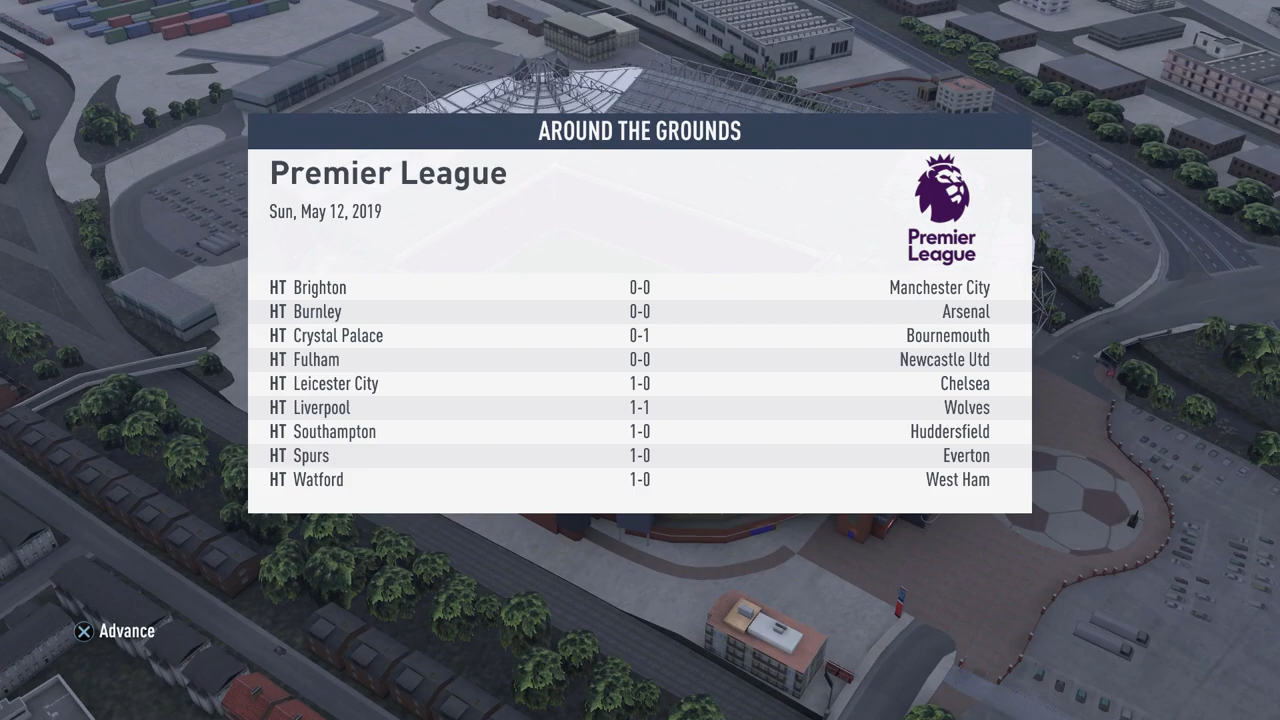 AROUND THE GROUNDS
Premier League
Sun, May 12, 2019
Premier
League
HT Brighton 0-0 Manchester City
HT Burnley 0-0 Arsenal
HT Crystal Palace 0-1 Bournemouth
HT Fulham 0-0 Newcastle Utd
HT Leicester City 1-0 Chelsea
HT Liverpool 1-1 Wolves
HT Southampton 1-0 Huddersfield
HT Spurs 1-0 Everton
HT Watford 1-0 West Ham
Advance